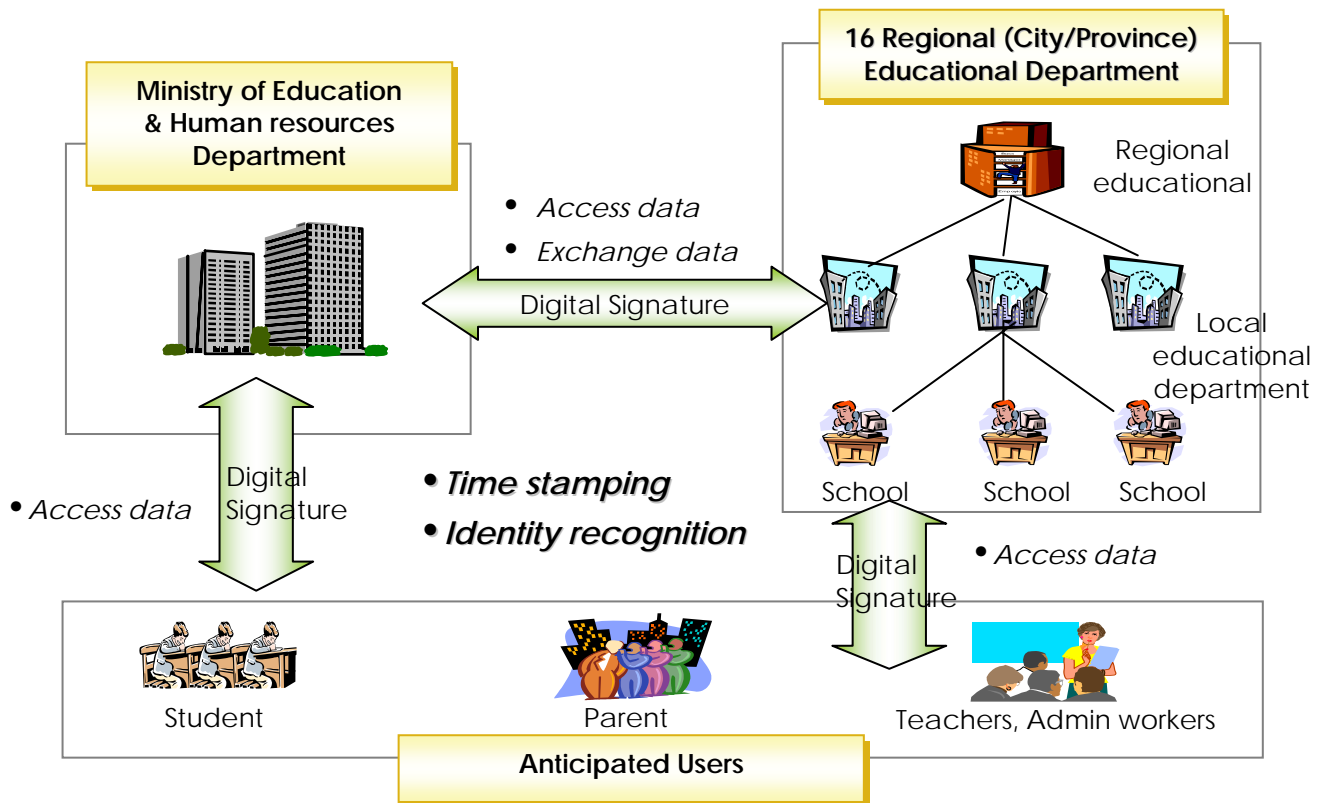 16 Regional (City/Province)
Educational Department
Ministry of Education
& Human resources
Department
Regional
educational
• Access data
• Exchange data
Digital Signature
Local
educational
department
School
School
School
• Access data
Digital
Signature
• Time stamping
• Identity recognition
Digital
Signature
• Access data
Student
Parent
Teachers, Admin workers
Anticipated Users